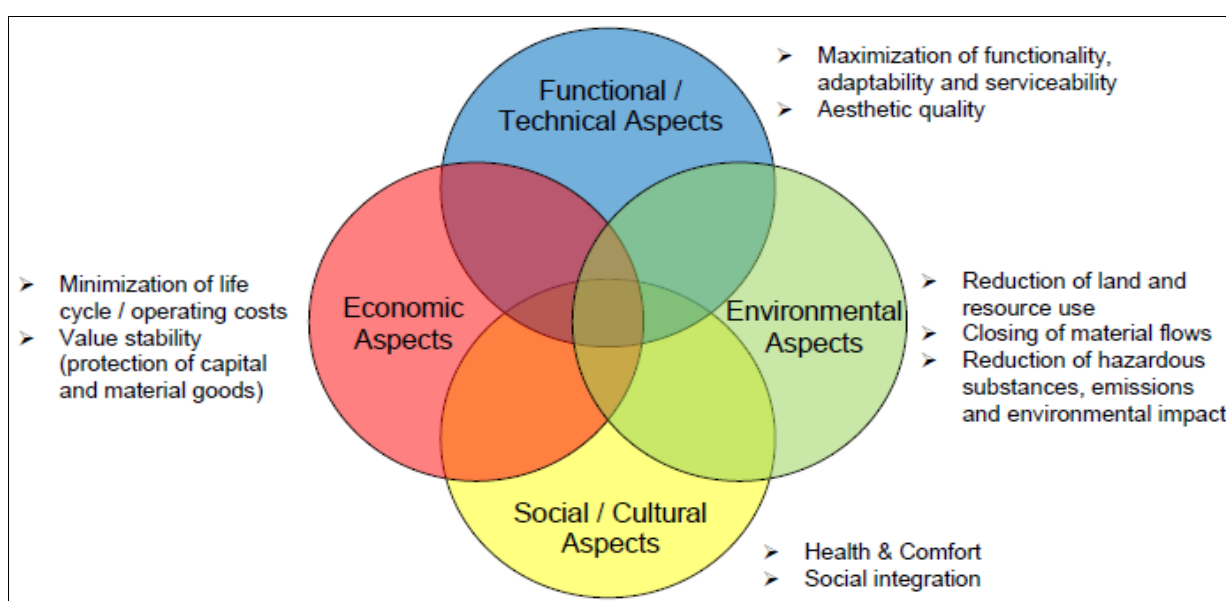 Functional /
Technical Aspects
➢ Maximization of functionality,
adaptability and serviceability
➢ Aesthetic quality
Economic
Aspects
➢ Minimization of life
cycle / operating costs
➢ Value stability
(protection of capital
and material goods)
Environmental
Aspects
➢ Reduction of land and
resource use
➢ Closing of material flows
➢ Reduction of hazardous
substances, emissions
and environmental impact
Social / Cultural
Aspects
➢ Health & Comfort
➢ Social integration